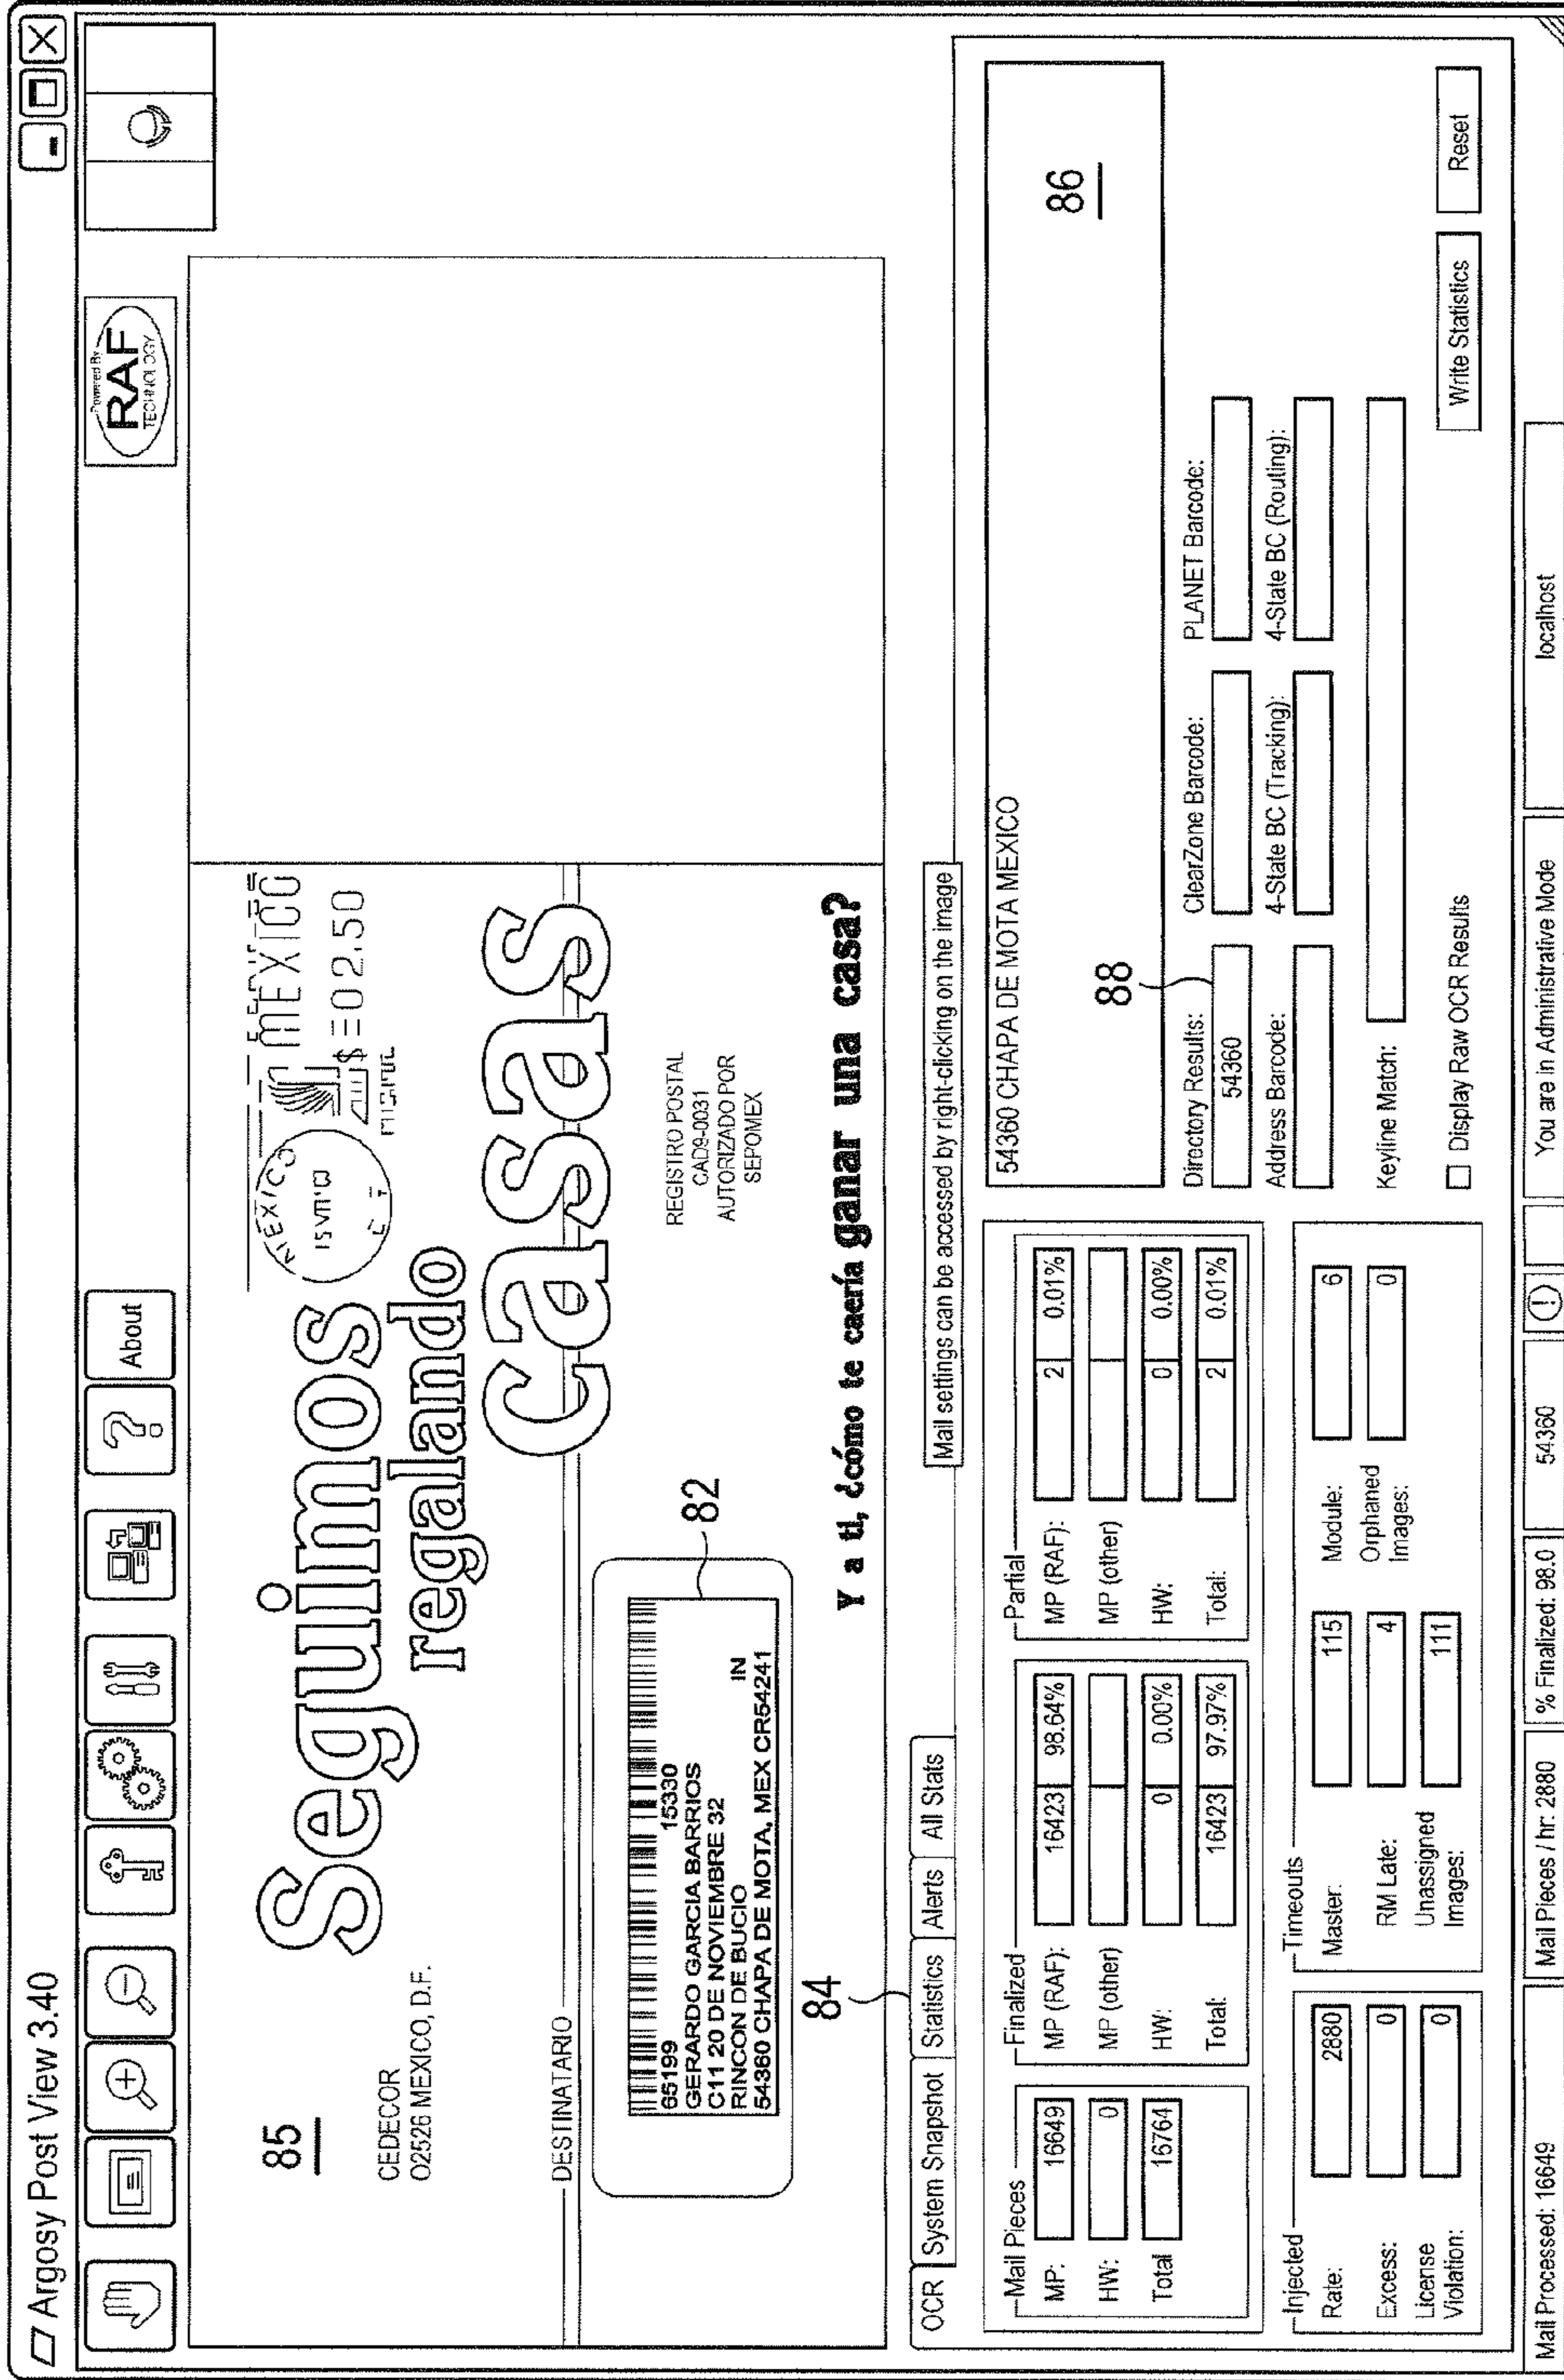 Argosy Post View 3.40
About
Powered By
RAF
TECHNOLOGY
85
CEDECOR
02526 MEXICO, D.F.
Seguimos
regalando
Casas
MEXICO
MEXICO
$ 02.50
DESTINATARIO
65199 15330
GERARDO GARCIA BARRIOS
C11 20 DE NOVIEMBRE 32
RINCON DE BUCIO IN
54360 CHAPA DE MOTA, MEX CR54241
82
REGISTRO POSTAL
CAD9-0031
AUTORIZADO POR
SEPOMEX
Y a ti, ¿cómo te caería ganar una casa?
84
OCR System Snapshot Statistics Alerts All Stats
Mail settings can be accessed by right-clicking on the image
Mail Pieces
MP: 16649
HW: 0
Total 16764
Finalized
MP (RAF): 16423 98.64%
MP (other)
HW: 0 0.00%
Total: 16423 97.97%
Partial
MP (RAF): 2 0.01%
MP (other)
HW: 0 0.00%
Total: 2 0.01%
Injected
Rate: 2880
Excess: 0
License
Violation: 0
Timeouts
Master: 115
RM Late: 4
Unassigned
Images: 111
Module: 6
Orphaned
Images: 0
54360 CHAPA DE MOTA MEXICO
86
88
Directory Results: ClearZone Barcode: PLANET Barcode:
54360
Address Barcode: 4-State BC (Tracking): 4-State BC (Routing):
Keyline Match:
Display Raw OCR Results
Write Statistics Reset
Mail Processed: 16649 Mail Pieces / hr: 2880 % Finalized: 98.0 54360 You are in Administrative Mode localhost